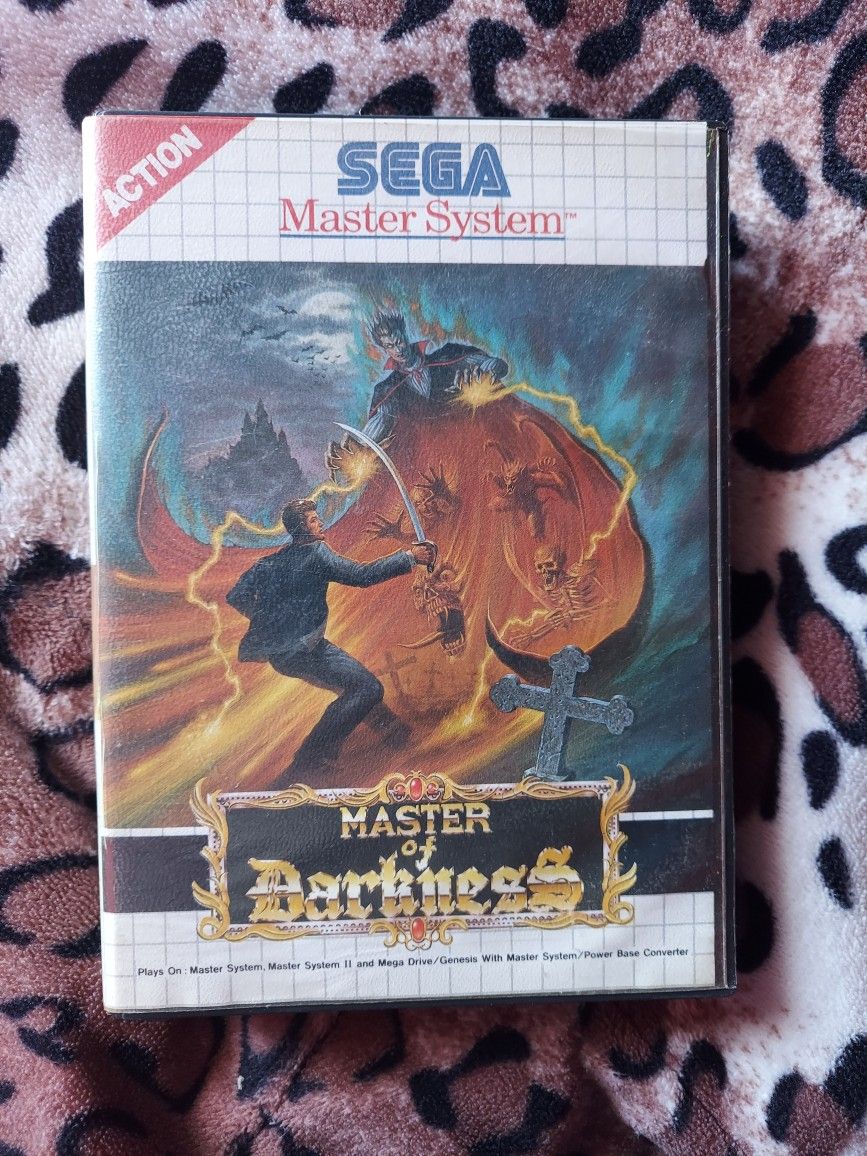 ACTION
SEGA
Master System™
MASTER
of
Darkness
Plays On : Master System, Master System II and Mega Drive/Genesis With Master System/Power Base Converter